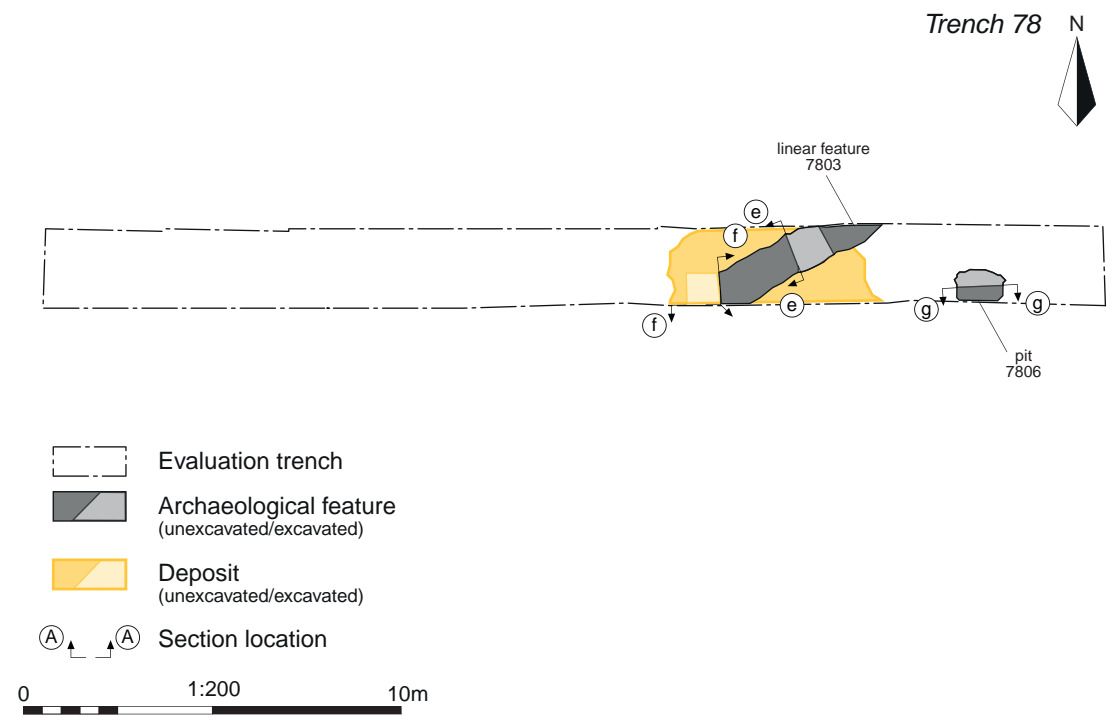 Trench 78 N
linear feature
7803
e
f
e
f
g
g
pit
7806
Evaluation trench
Archaeological feature
(unexcavated/excavated)
Deposit
(unexcavated/excavated)
A A Section location
0 1:200 10m